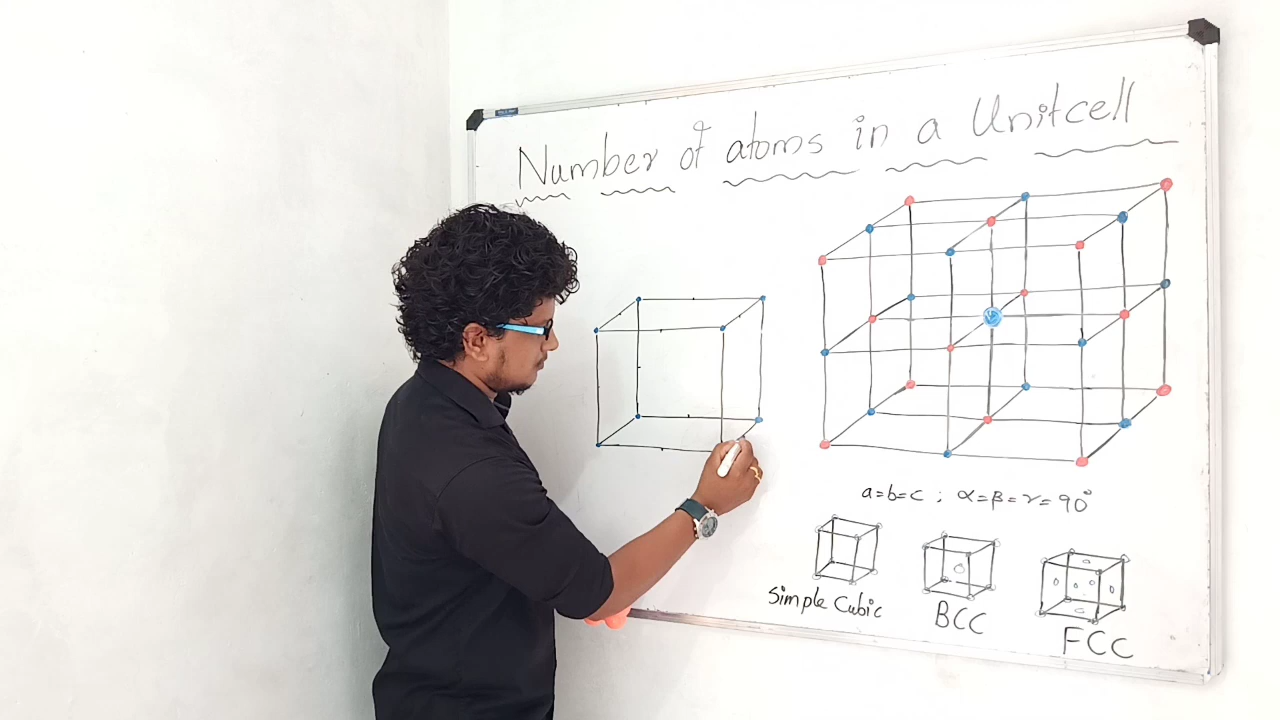 Number of atoms in a Unitcell
a=b=c ; α=β=γ=90°
Simple Cubic
BCC
FCC